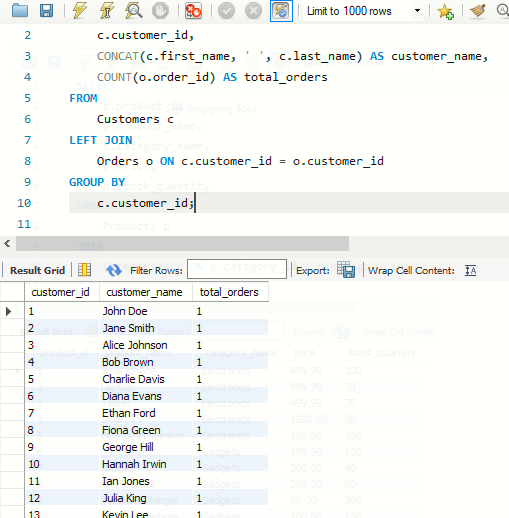 Limit to 1000 rows
2 c.customer_id,
3 CONCAT(c.first_name, ' ', c.last_name) AS customer_name,
4 COUNT(o.order_id) AS total_orders
5 FROM
6 Customers c
7 LEFT JOIN
8 Orders o ON c.customer_id = o.customer_id
9 GROUP BY
10 c.customer_id;
11
Result Grid Filter Rows: Export: Wrap Cell Content:
customer_id customer_name total_orders
1 John Doe 1
2 Jane Smith 1
3 Alice Johnson 1
4 Bob Brown 1
5 Charlie Davis 1
6 Diana Evans 1
7 Ethan Ford 1
8 Fiona Green 1
9 George Hill 1
10 Hannah Irwin 1
11 Ian Jones 1
12 Julia King 1
13 Kevin Lee 1